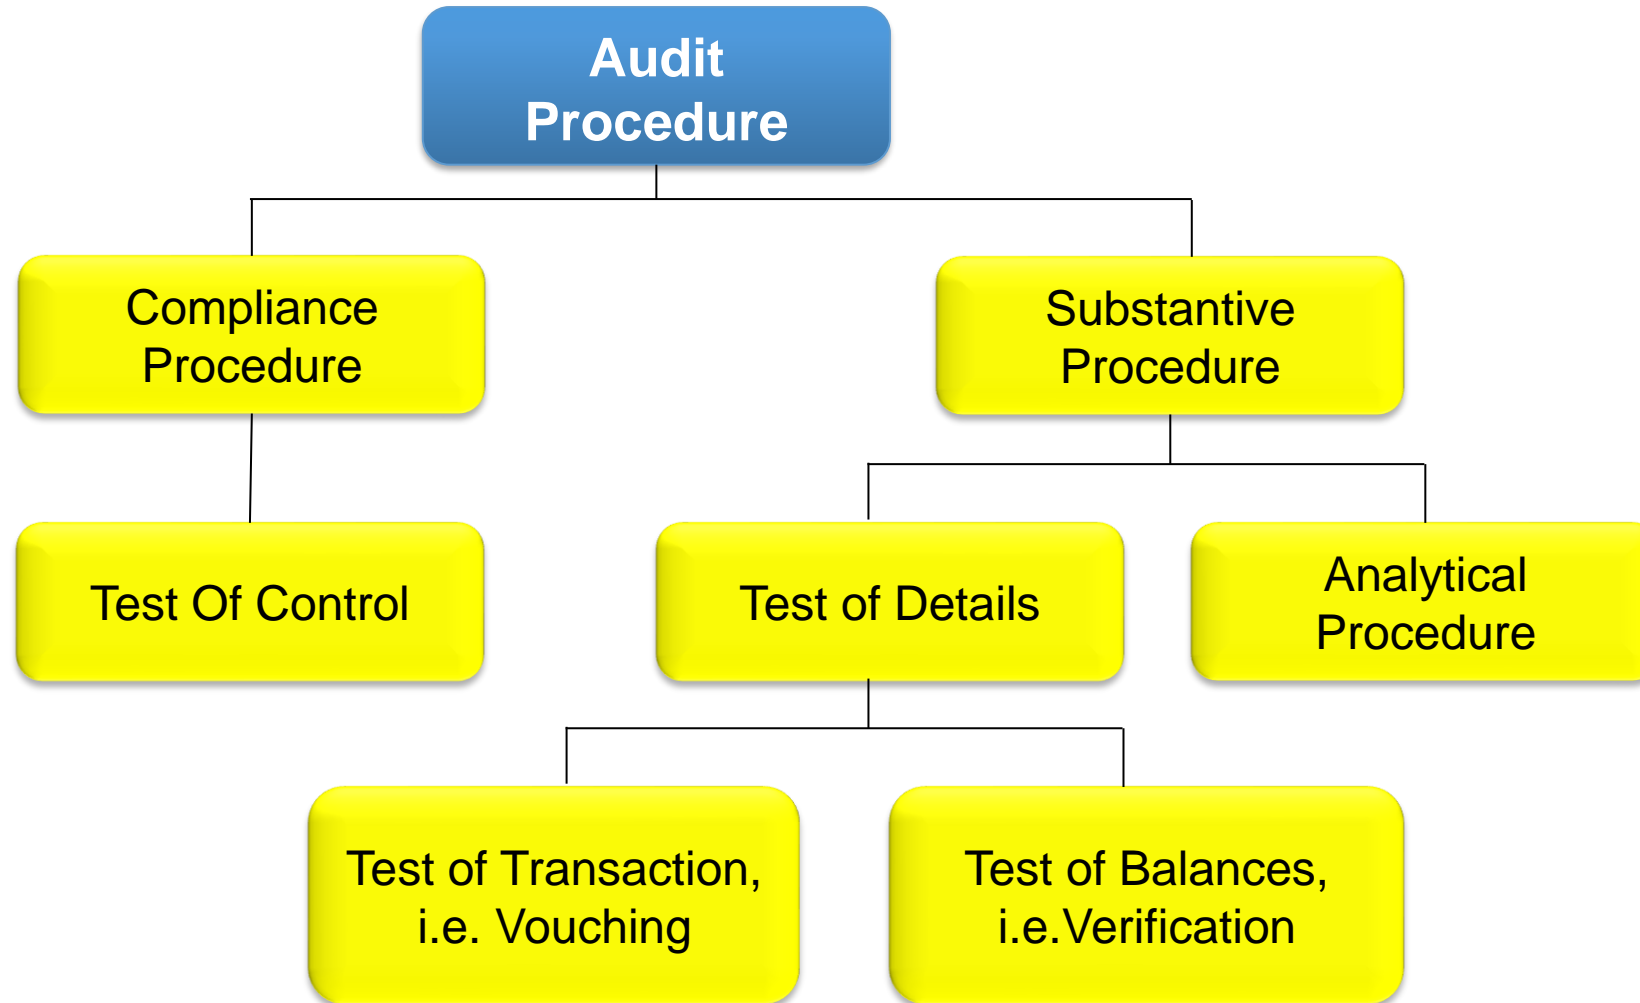 Audit
Procedure
Compliance
Procedure
Substantive
Procedure
Test Of Control
Test of Details
Analytical
Procedure
Test of Transaction,
i.e. Vouching
Test of Balances,
i.e.Verification